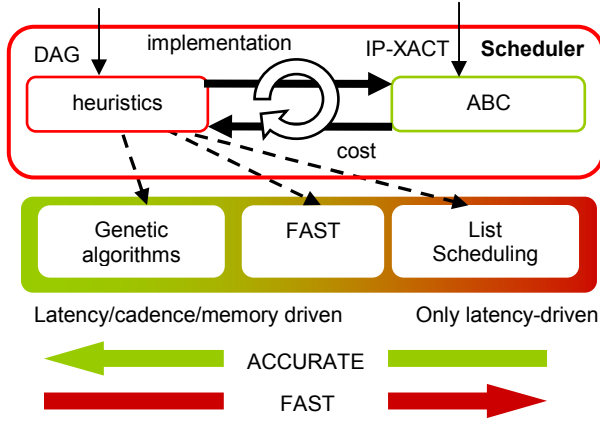 implementation
DAG
IP-XACT
Scheduler
heuristics
ABC
cost
Genetic
algorithms
FAST
List
Scheduling
Latency/cadence/memory driven
Only latency-driven
ACCURATE
FAST